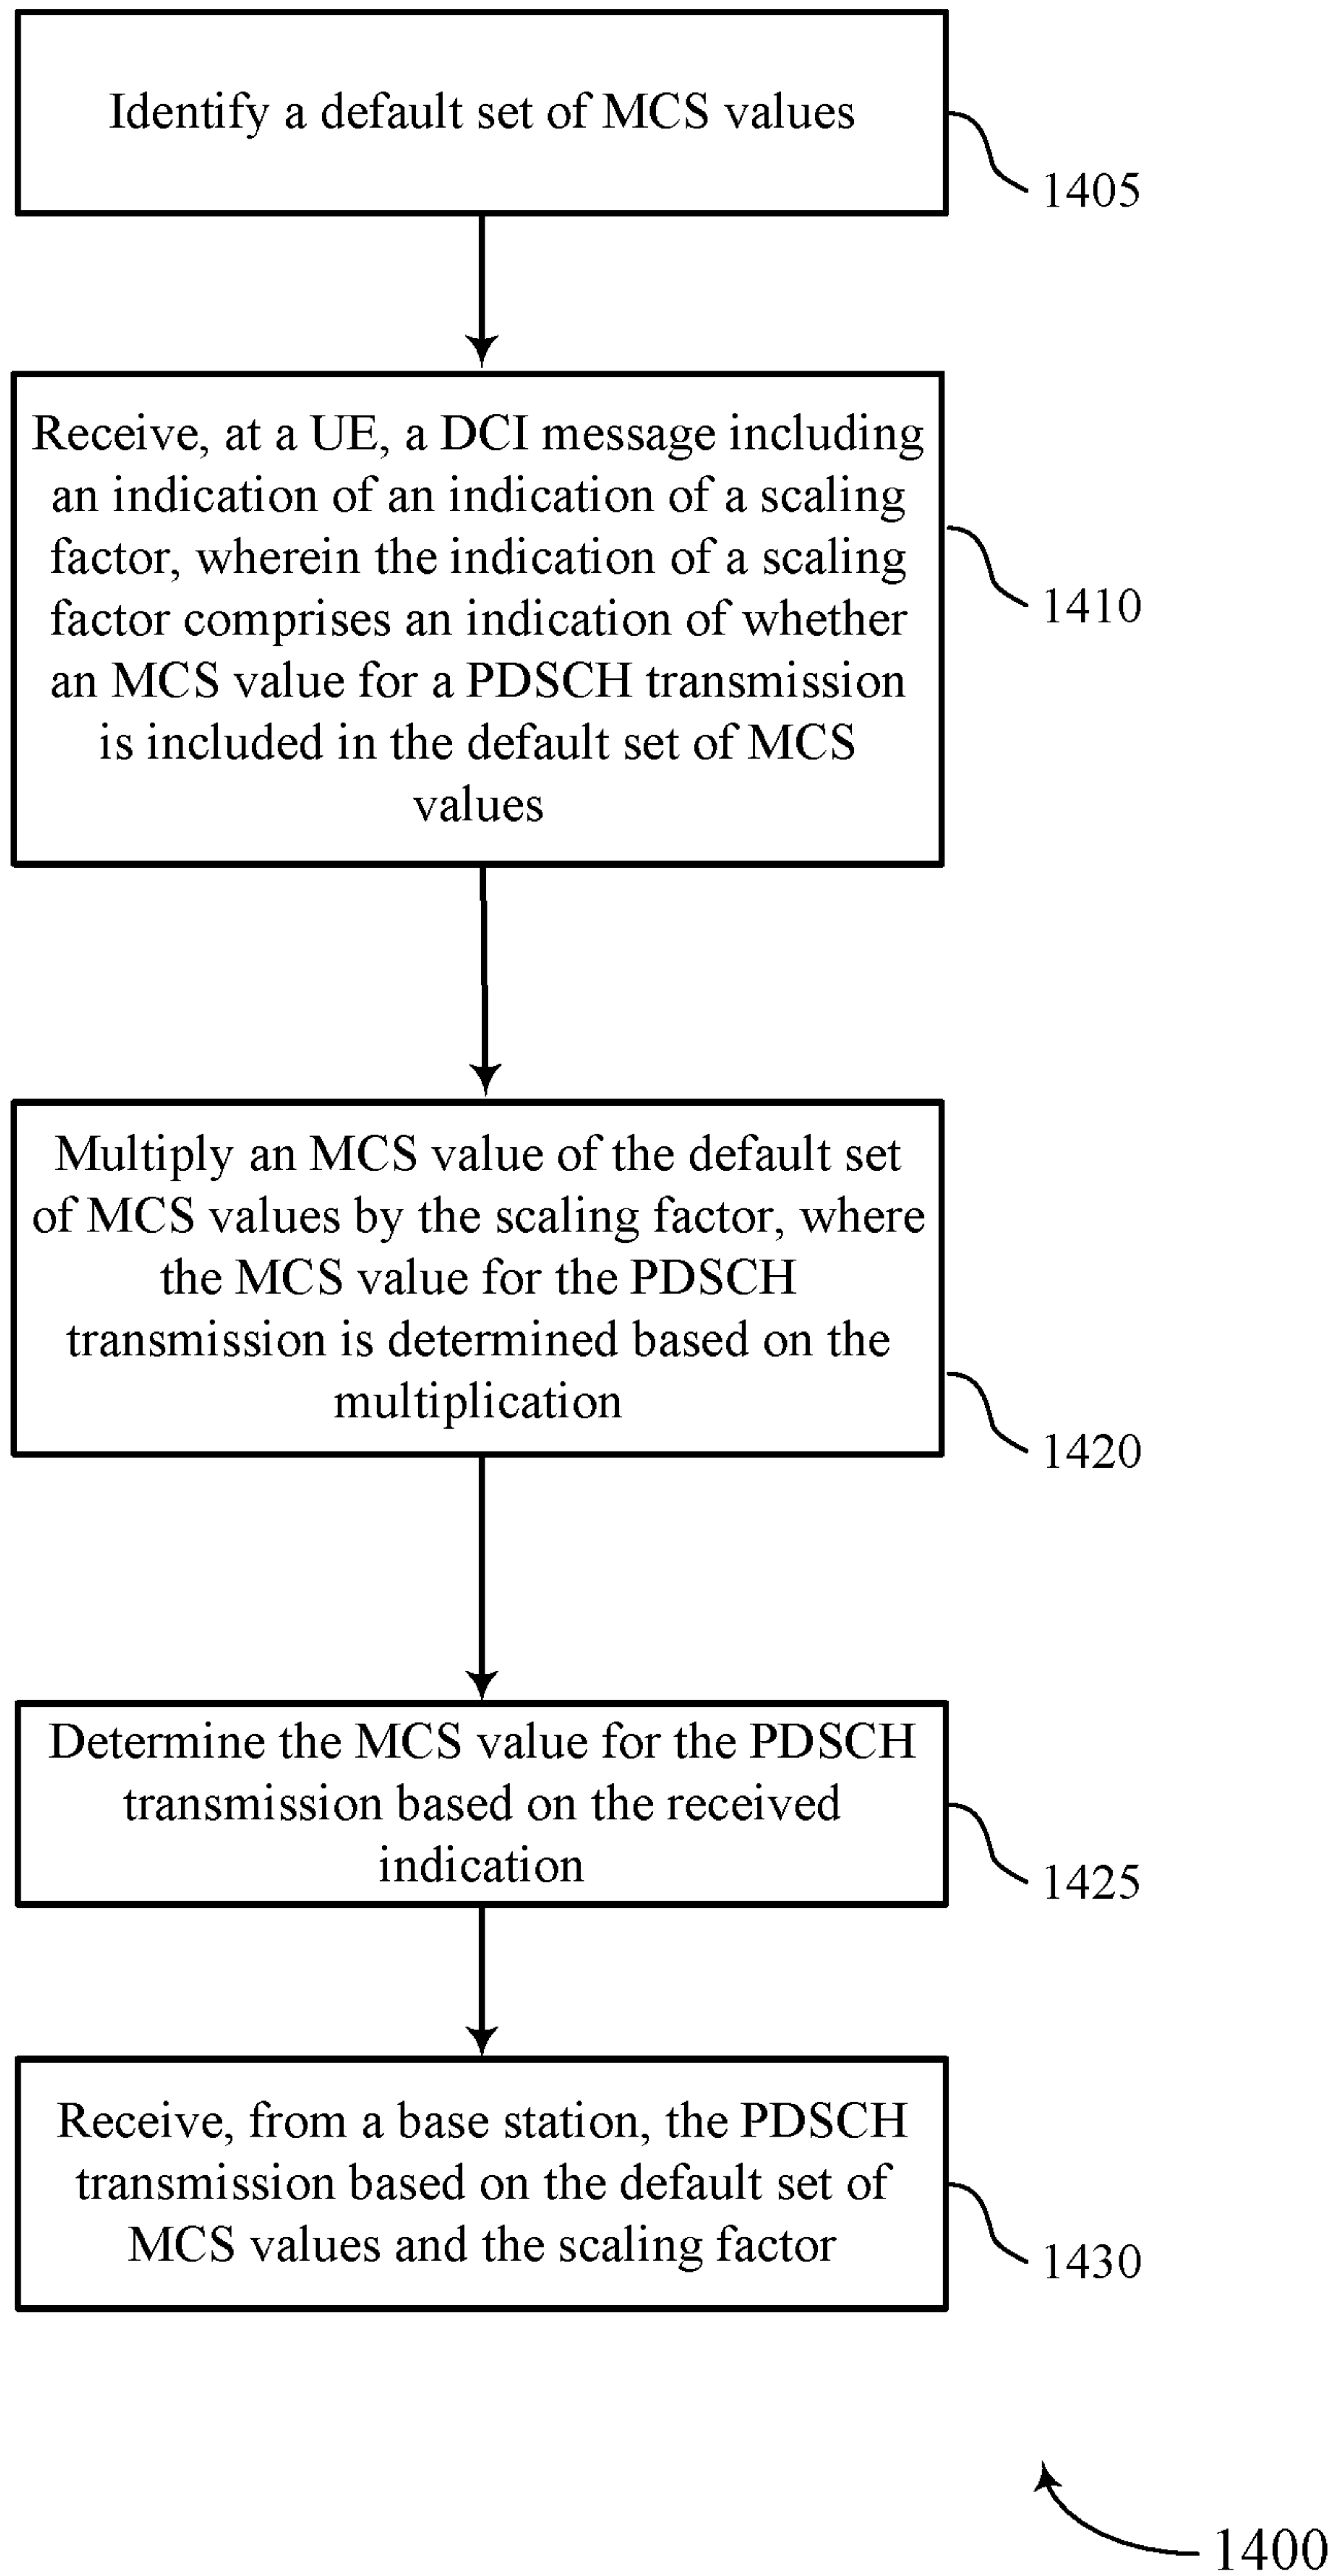 Identify a default set of MCS values
1405
Receive, at a UE, a DCI message including
an indication of an indication of a scaling
factor, wherein the indication of a scaling
factor comprises an indication of whether
an MCS value for a PDSCH transmission
is included in the default set of MCS
values
1410
Multiply an MCS value of the default set
of MCS values by the scaling factor, where
the MCS value for the PDSCH
transmission is determined based on the
multiplication
1420
Determine the MCS value for the PDSCH
transmission based on the received
indication
1425
Receive, from a base station, the PDSCH
transmission based on the default set of
MCS values and the scaling factor
1430
1400